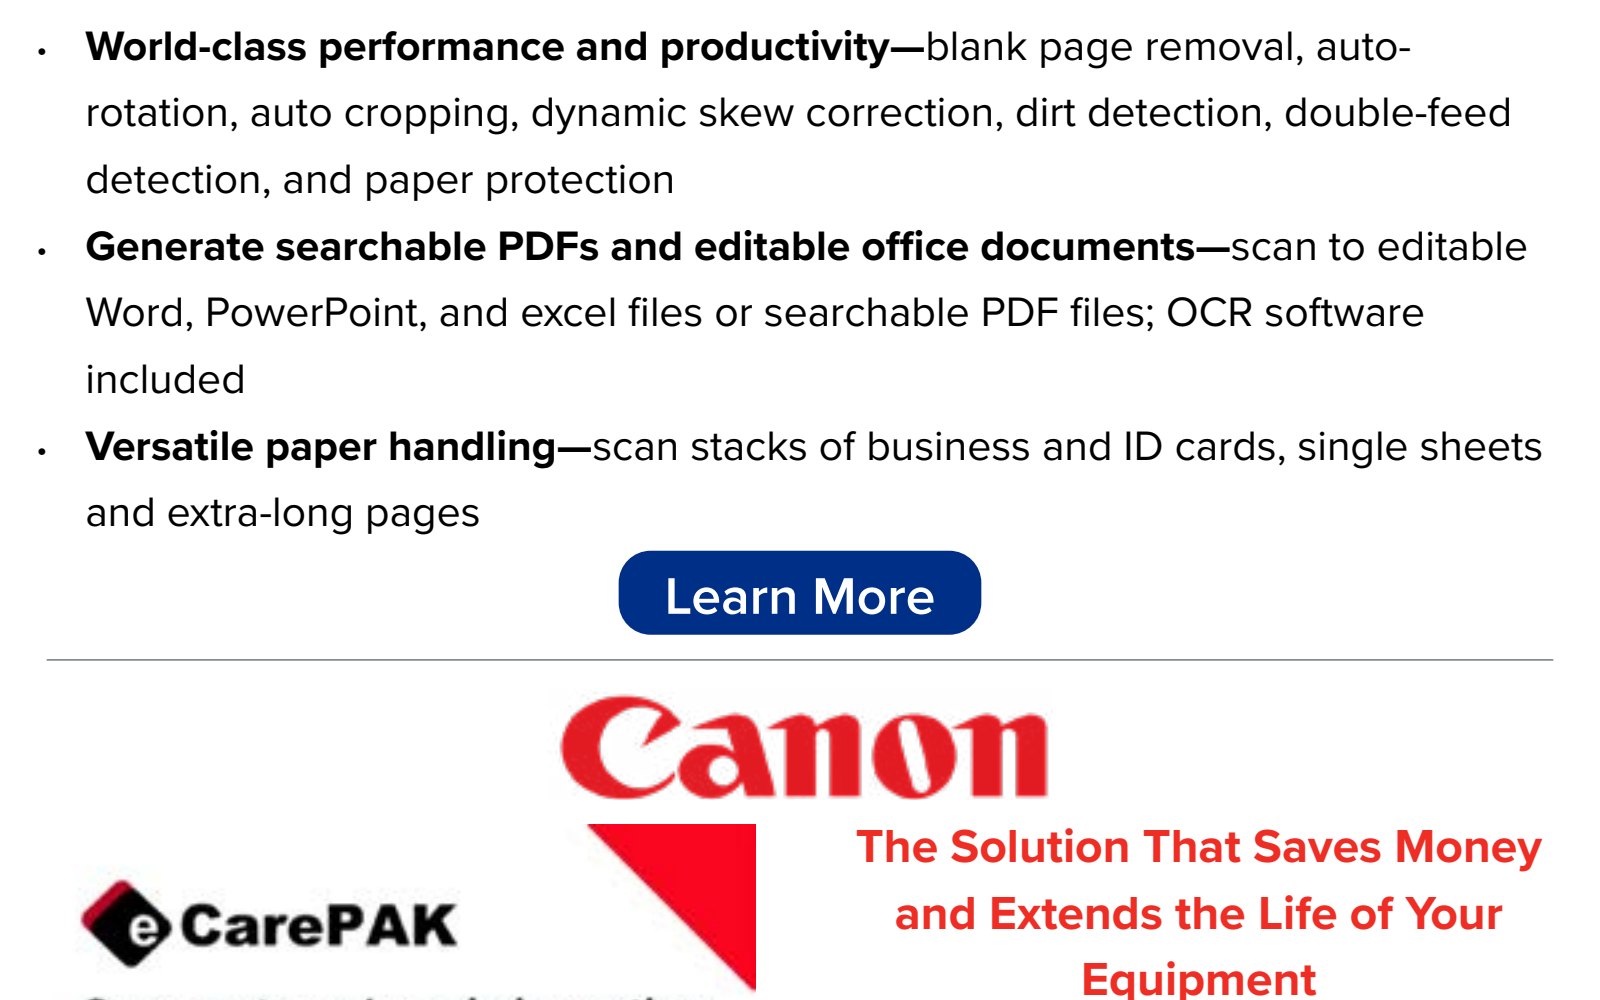 • World-class performance and productivity—blank page removal, auto-
rotation, auto cropping, dynamic skew correction, dirt detection, double-feed
detection, and paper protection
• Generate searchable PDFs and editable office documents—scan to editable
Word, PowerPoint, and excel files or searchable PDF files; OCR software
included
• Versatile paper handling—scan stacks of business and ID cards, single sheets
and extra-long pages
Learn More
Canon
eCarePAK
The Solution That Saves Money
and Extends the Life of Your
Equipment